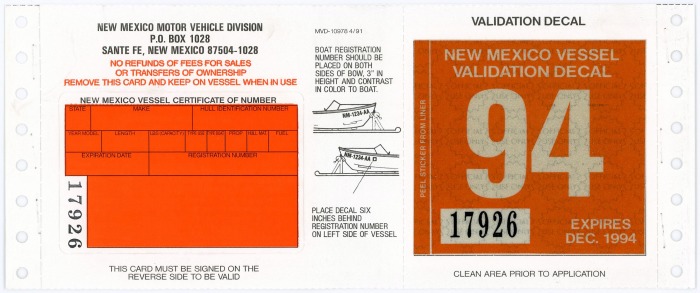 NEW MEXICO MOTOR VEHICLE DIVISION
P.O. BOX 1028
SANTE FE, NEW MEXICO 87504-1028
NO REFUNDS OF FEES FOR SALES
OR TRANSFERS OF OWNERSHIP
REMOVE THIS CARD AND KEEP ON VESSEL WHEN IN USE
NEW MEXICO VESSEL CERTIFICATE OF NUMBER
STATE MAKE HULL IDENTIFICATION NUMBER
YEAR MODEL LENGTH PROP HULL MAT. FUEL
EXPIRATION DATE REGISTRATION NUMBER
17926
THIS CARD MUST BE SIGNED ON THE
REVERSE SIDE TO BE VALID
MVD-10978 4/91
BOAT REGISTRATION
NUMBER SHOULD BE
PLACED ON BOTH
SIDES OF BOW, 3" IN
HEIGHT AND CONTRAST
IN COLOR TO BOAT.
NM-1234-AA
NM-1234-AA
PLACE DECAL SIX
INCHES BEHIND
REGISTRATION NUMBER
ON LEFT SIDE OF VESSEL
VALIDATION DECAL
PEEL STICKER FROM LINER
NEW MEXICO VESSEL
VALIDATION DECAL
94
17926
EXPIRES
DEC. 1994
CLEAN AREA PRIOR TO APPLICATION